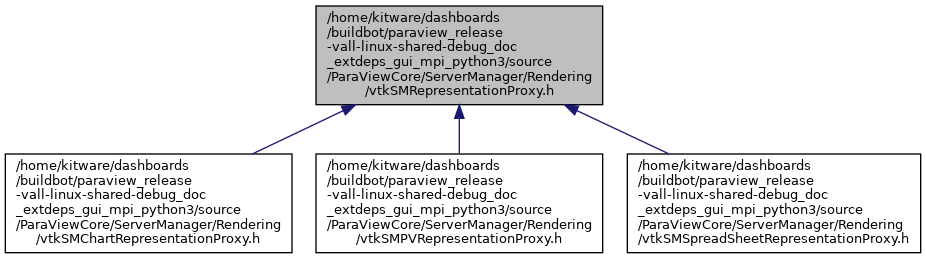 /home/kitware/dashboards
/buildbot/paraview_release
-vall-linux-shared-debug_doc
_extdeps_gui_mpi_python3/source
/ParaViewCore/ServerManager/Rendering
/vtkSMRepresentationProxy.h
/home/kitware/dashboards
/buildbot/paraview_release
-vall-linux-shared-debug_doc
_extdeps_gui_mpi_python3/source
/ParaViewCore/ServerManager/Rendering
/vtkSMChartRepresentationProxy.h
/home/kitware/dashboards
/buildbot/paraview_release
-vall-linux-shared-debug_doc
_extdeps_gui_mpi_python3/source
/ParaViewCore/ServerManager/Rendering
/vtkSMPVRepresentationProxy.h
/home/kitware/dashboards
/buildbot/paraview_release
-vall-linux-shared-debug_doc
_extdeps_gui_mpi_python3/source
/ParaViewCore/ServerManager/Rendering
/vtkSMSpreadSheetRepresentationProxy.h